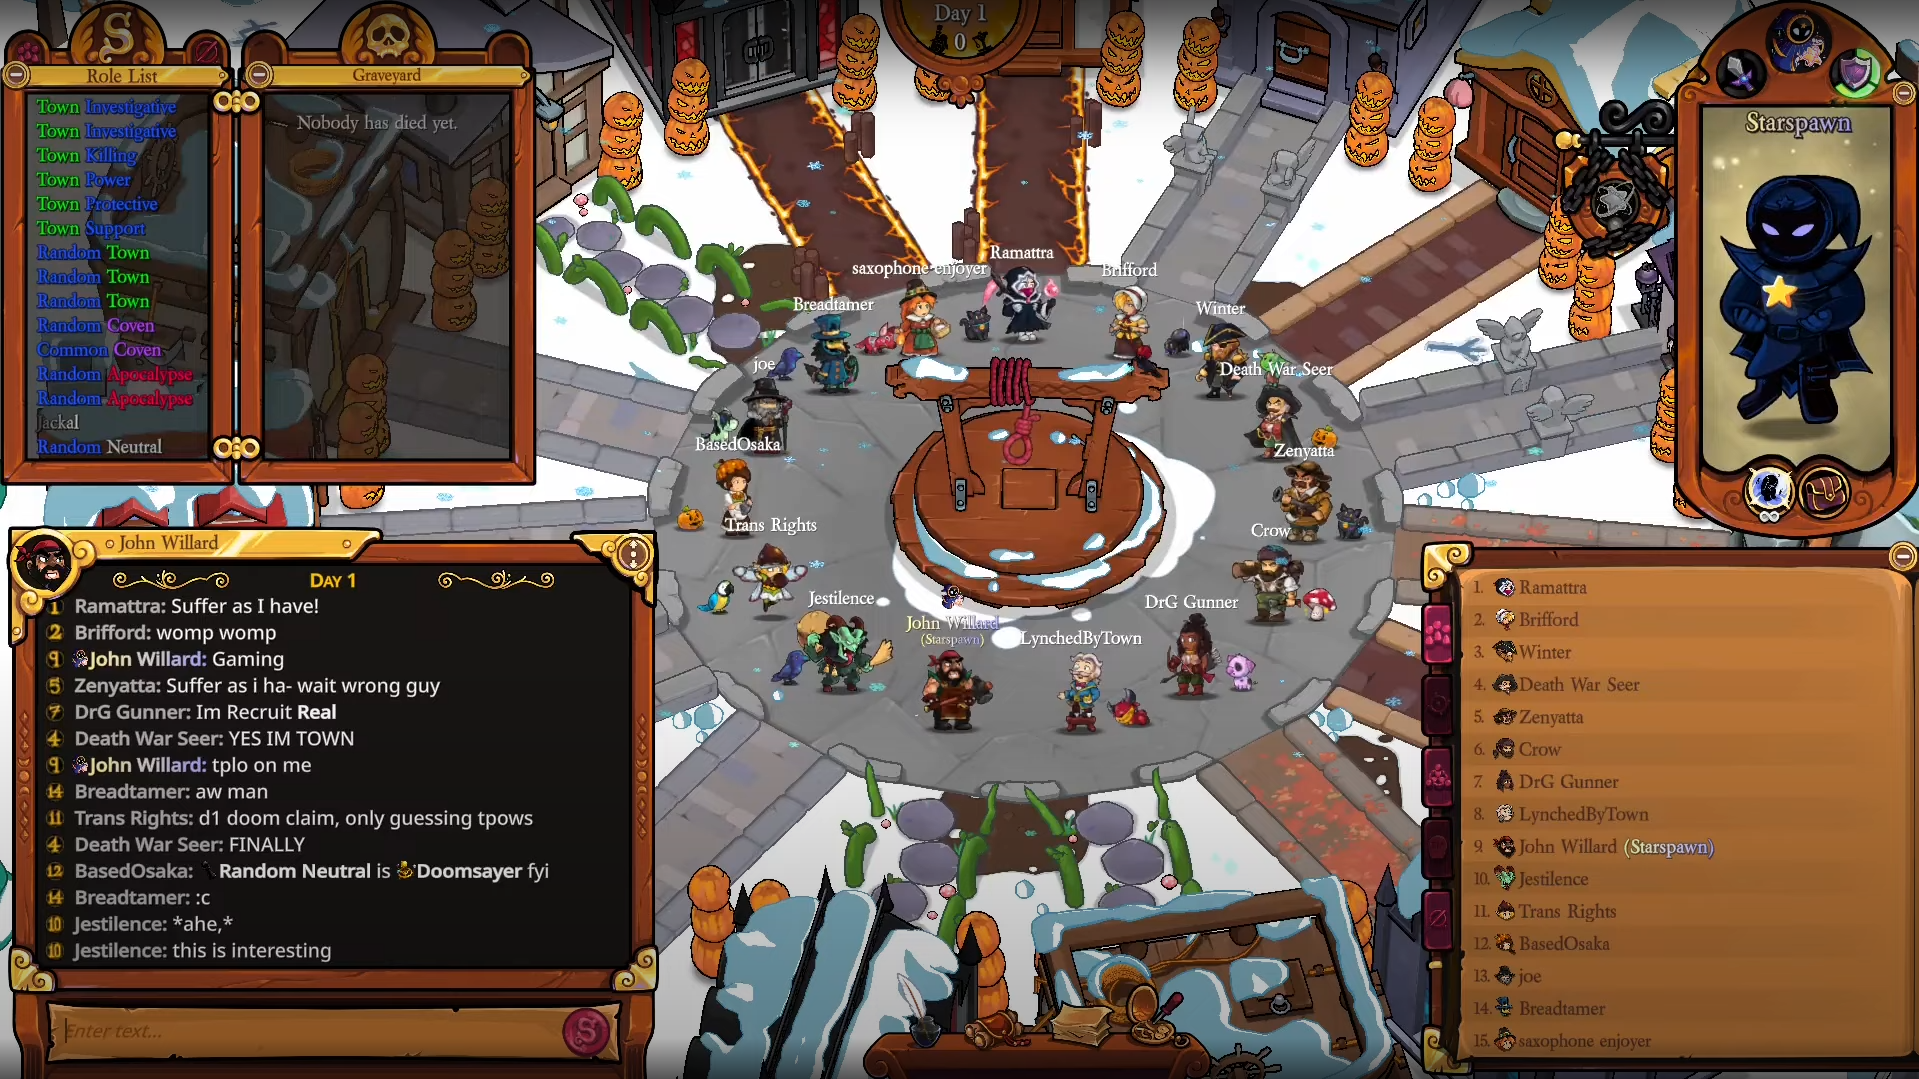 Role List
Town Investigative
Town Investigative
Town Killing
Town Power
Town Protective
Town Support
Random Town
Random Town
Random Town
Random Coven
Common Coven
Random Apocalypse
Random Apocalypse
Jackal
Random Neutral
Graveyard
Nobody has died yet.
Day 1
0
Starspawn
saxophone enjoyer
Ramattra
Brifford
Breadtamer
Winter
joe
Death War Seer
BasedOsaka
Zenyatta
Trans Rights
Crow
Jestilence
DrG Gunner
John Willard
(Starspawn)
LynchedByTown
John Willard
DAY 1
1 Ramattra: Suffer as I have!
2 Brifford: womp womp
9 John Willard: Gaming
5 Zenyatta: Suffer as i ha- wait wrong guy
7 DrG Gunner: Im Recruit Real
4 Death War Seer: YES IM TOWN
9 John Willard: tplo on me
14 Breadtamer: aw man
11 Trans Rights: d1 doom claim, only guessing tpows
4 Death War Seer: FINALLY
12 BasedOsaka: Random Neutral is Doomsayer fyi
14 Breadtamer: :c
10 Jestilence: *ahe,*
10 Jestilence: this is interesting
Enter text...
1. Ramattra
2. Brifford
3. Winter
4. Death War Seer
5. Zenyatta
6. Crow
7. DrG Gunner
8. LynchedByTown
9. John Willard (Starspawn)
10. Jestilence
11. Trans Rights
12. BasedOsaka
13. joe
14. Breadtamer
15. saxophone enjoyer